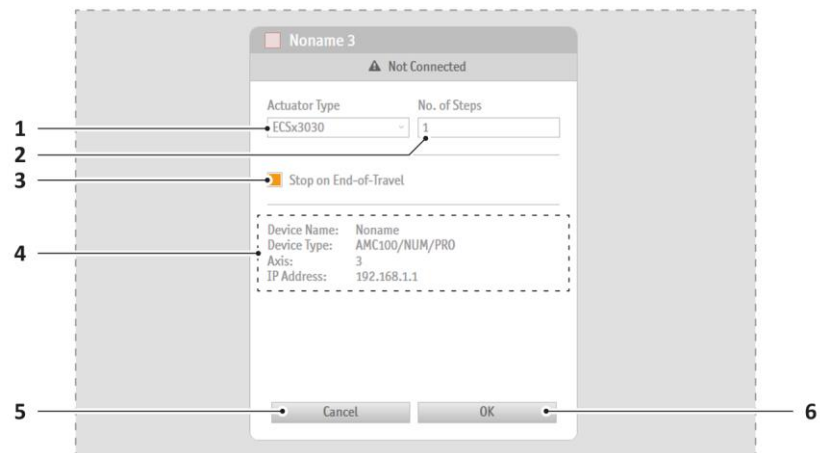 Noname 3
Not Connected
Actuator Type No. of Steps
1 ECSx3030 1
2
3 Stop on End-of-Travel
Device Name: Noname
Device Type: AMC100/NUM/PRO
4 Axis: 3
IP Address: 192.168.1.1
5 Cancel OK 6